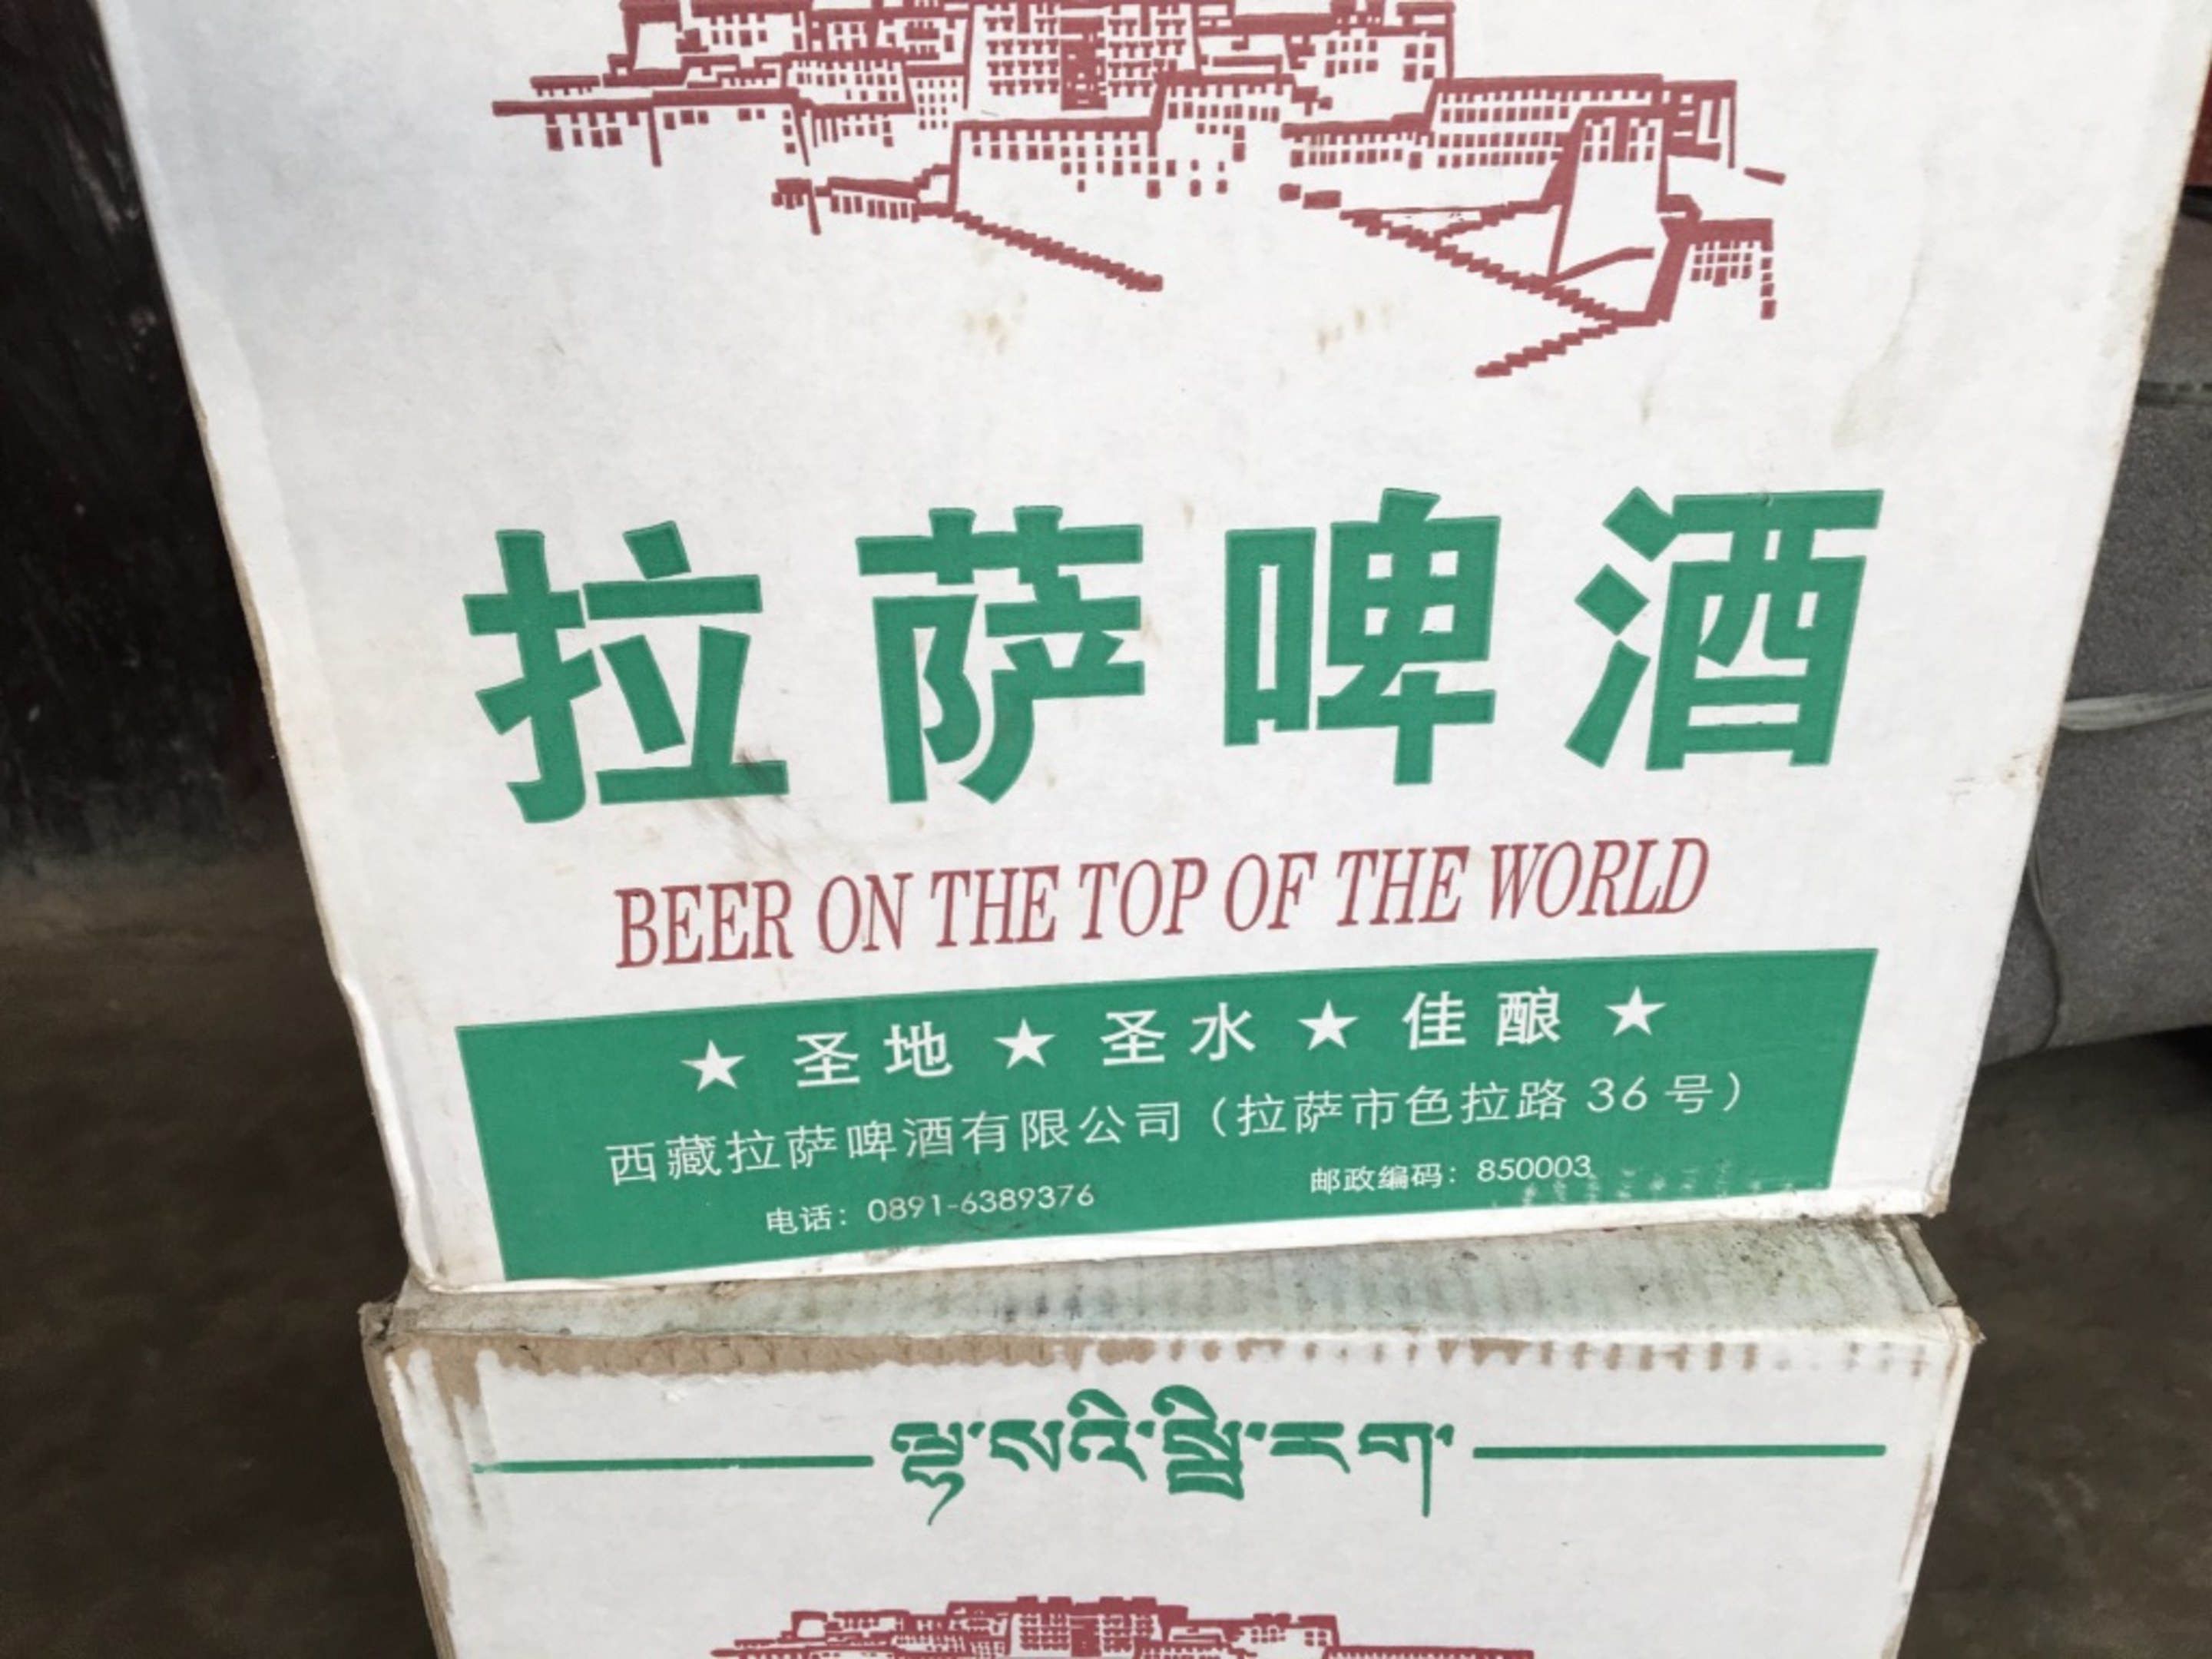 拉萨啤酒
BEER ON THE TOP OF THE WORLD
★ 圣地 ★ 圣水 ★ 佳酿 ★
西藏拉萨啤酒有限公司（拉萨市色拉路 36 号）
电话：0891-6389376 邮政编码：850003
ལྷ་སའི་སྦྲ་རག་